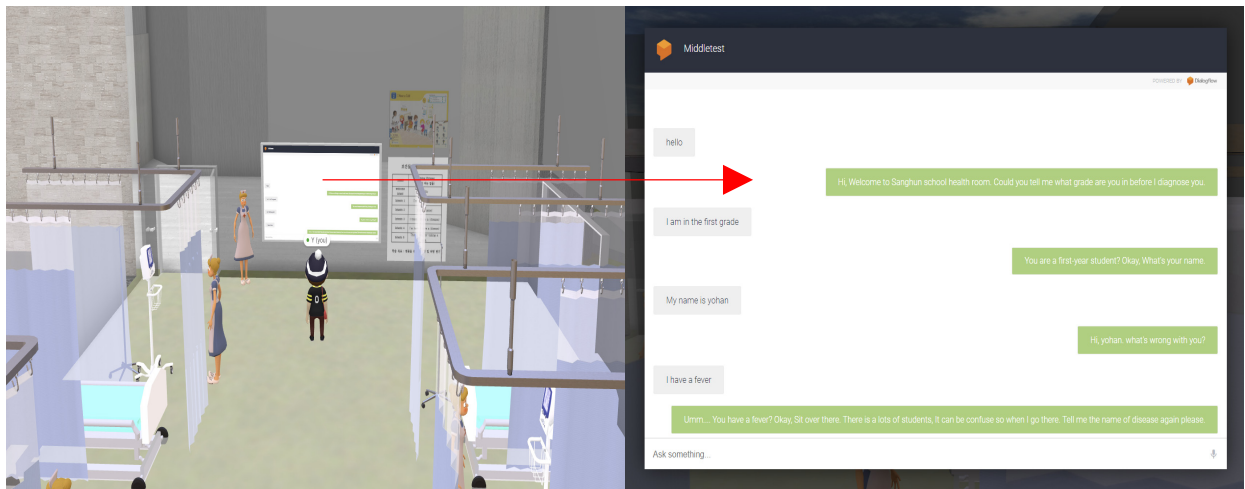 Y (you)
Middletest
POWERED BY Dialogflow
hello
Hi, Welcome to Sanghun school health room. Could you tell me what grade are you in before I diagnose you.
I am in the first grade
You are a first-year student? Okay, What's your name.
My name is yohan
Hi, yohan. what's wrong with you?
I have a fever
Umm.... You have a fever? Okay, Sit over there. There is a lots of students, It can be confuse so when I go there. Tell me the name of disease again please.
Ask something...